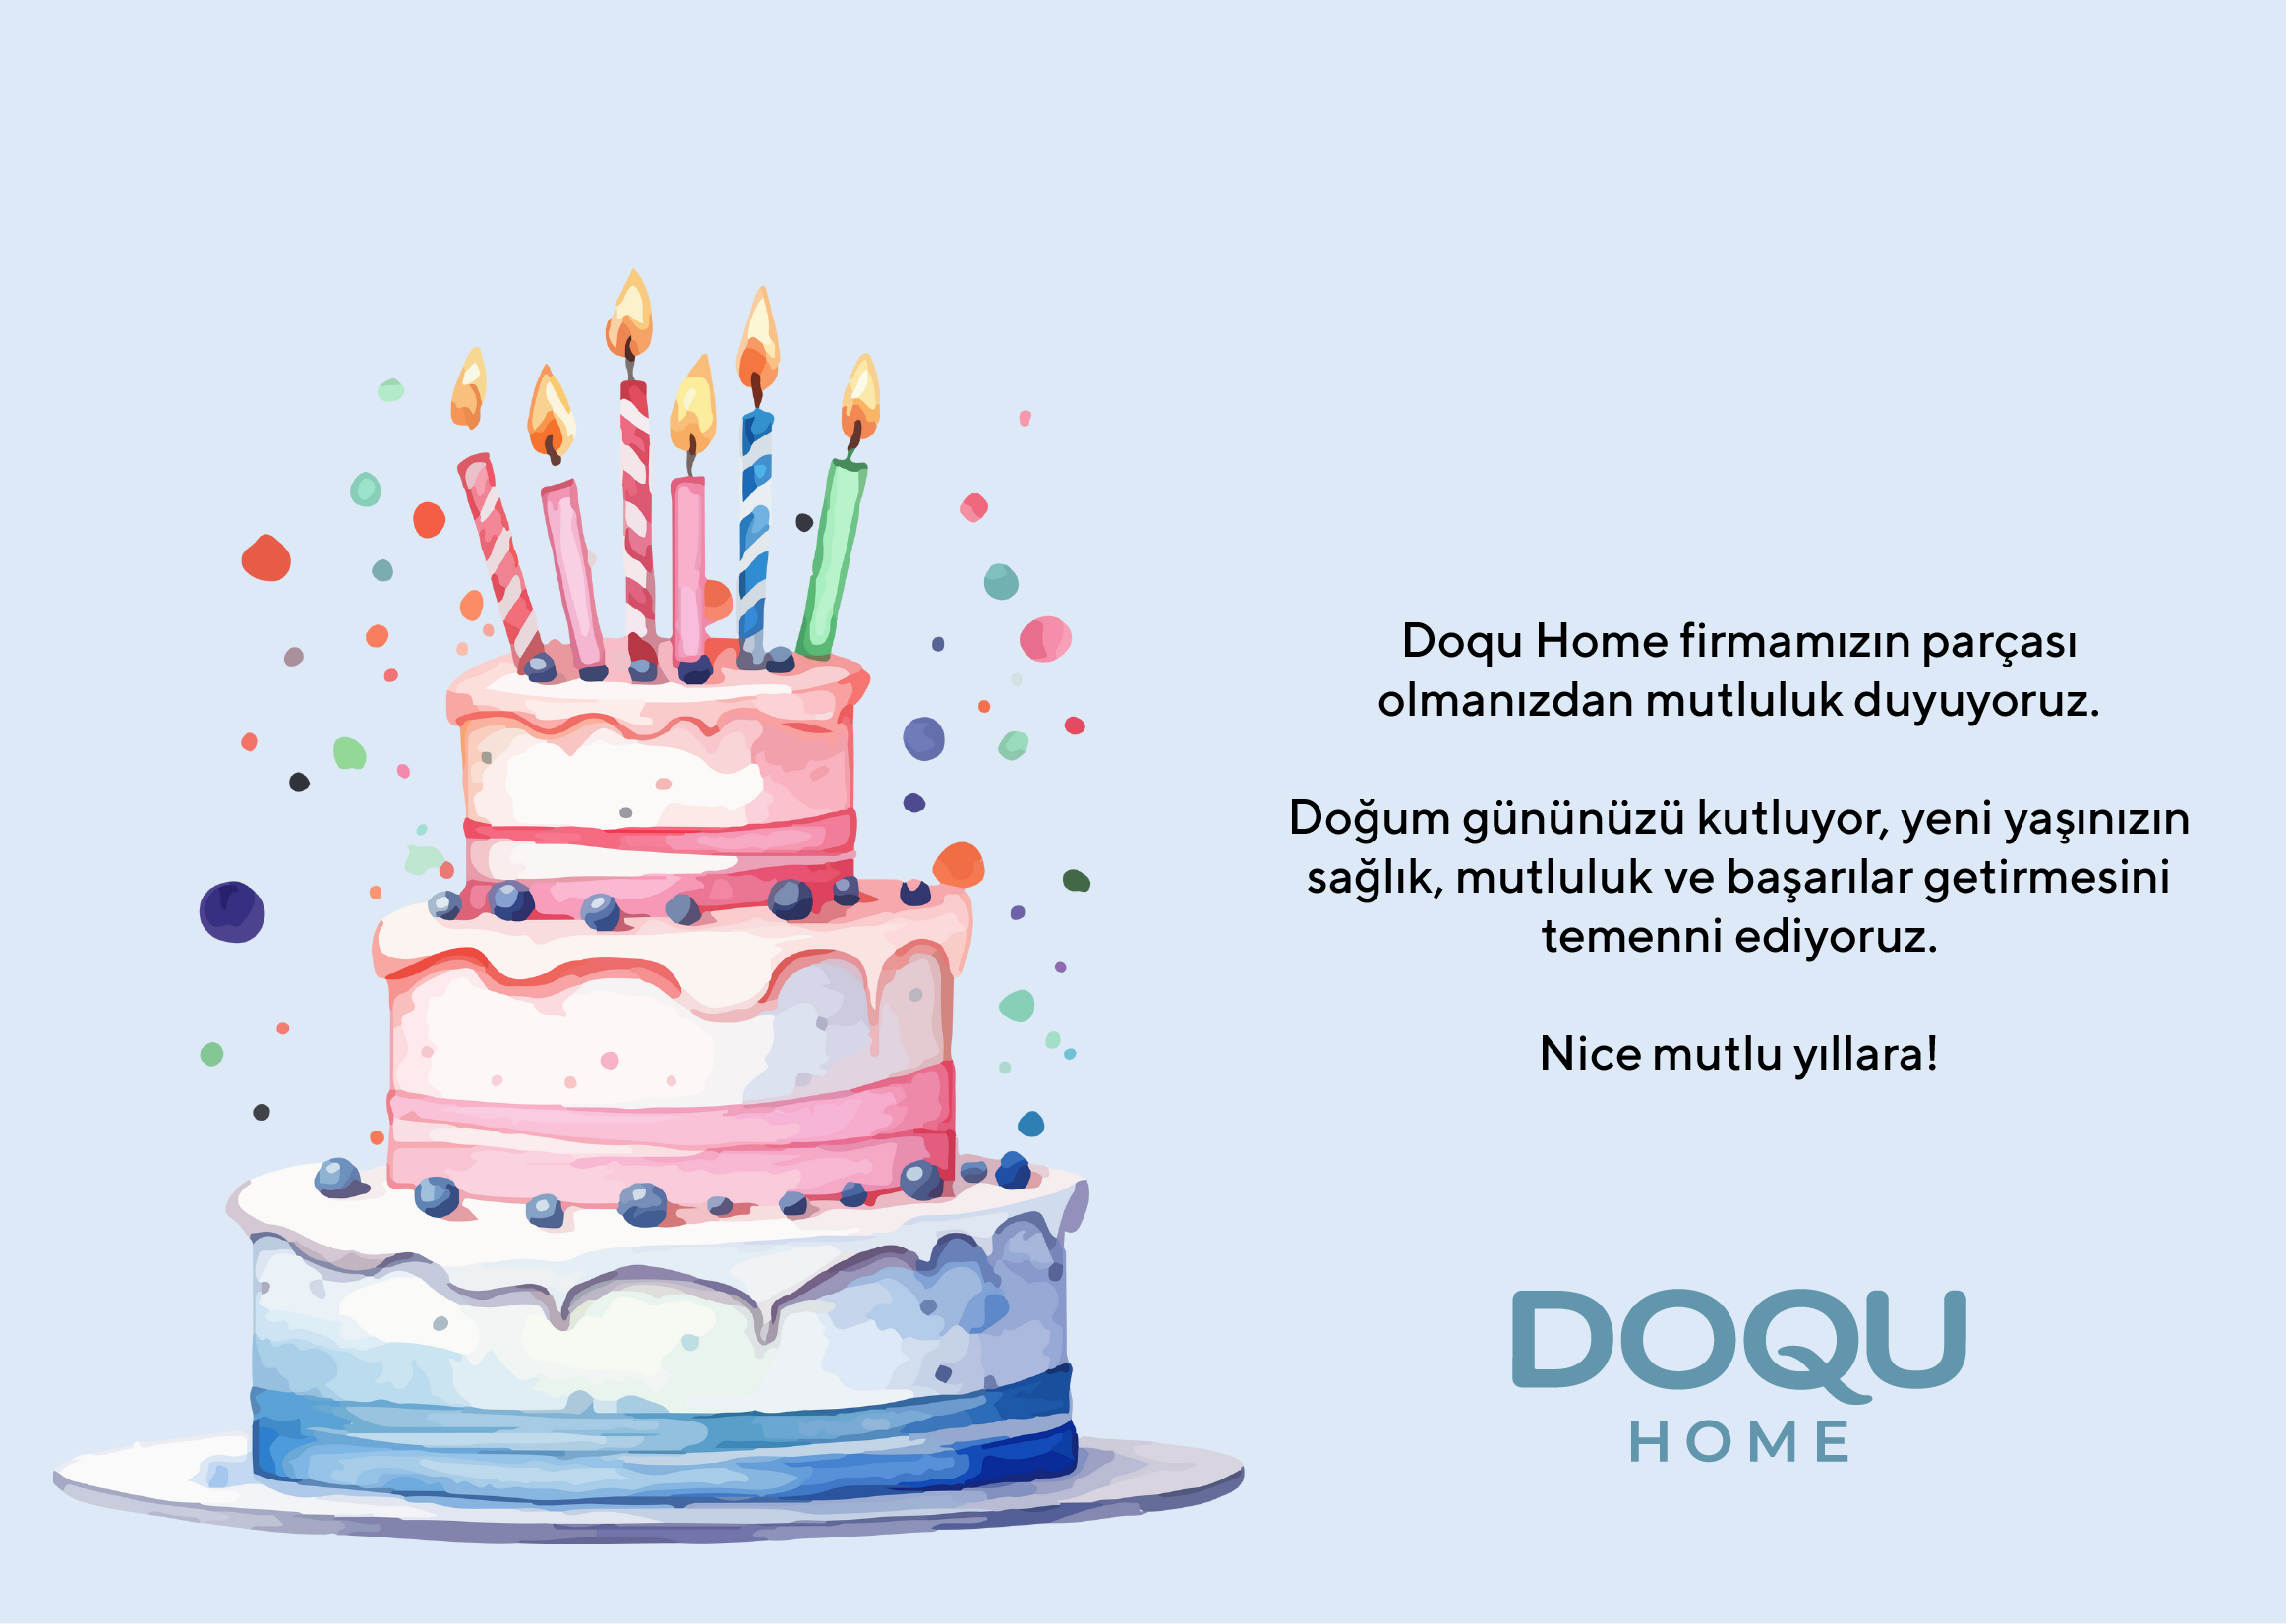 Doqu Home firmamızın parçası
olmanızdan mutluluk duyuyoruz.
Doğum gününüzü kutluyor, yeni yaşınızın
sağlık, mutluluk ve başarılar getirmesini
temenni ediyoruz.
Nice mutlu yıllara!
DOQU
HOME